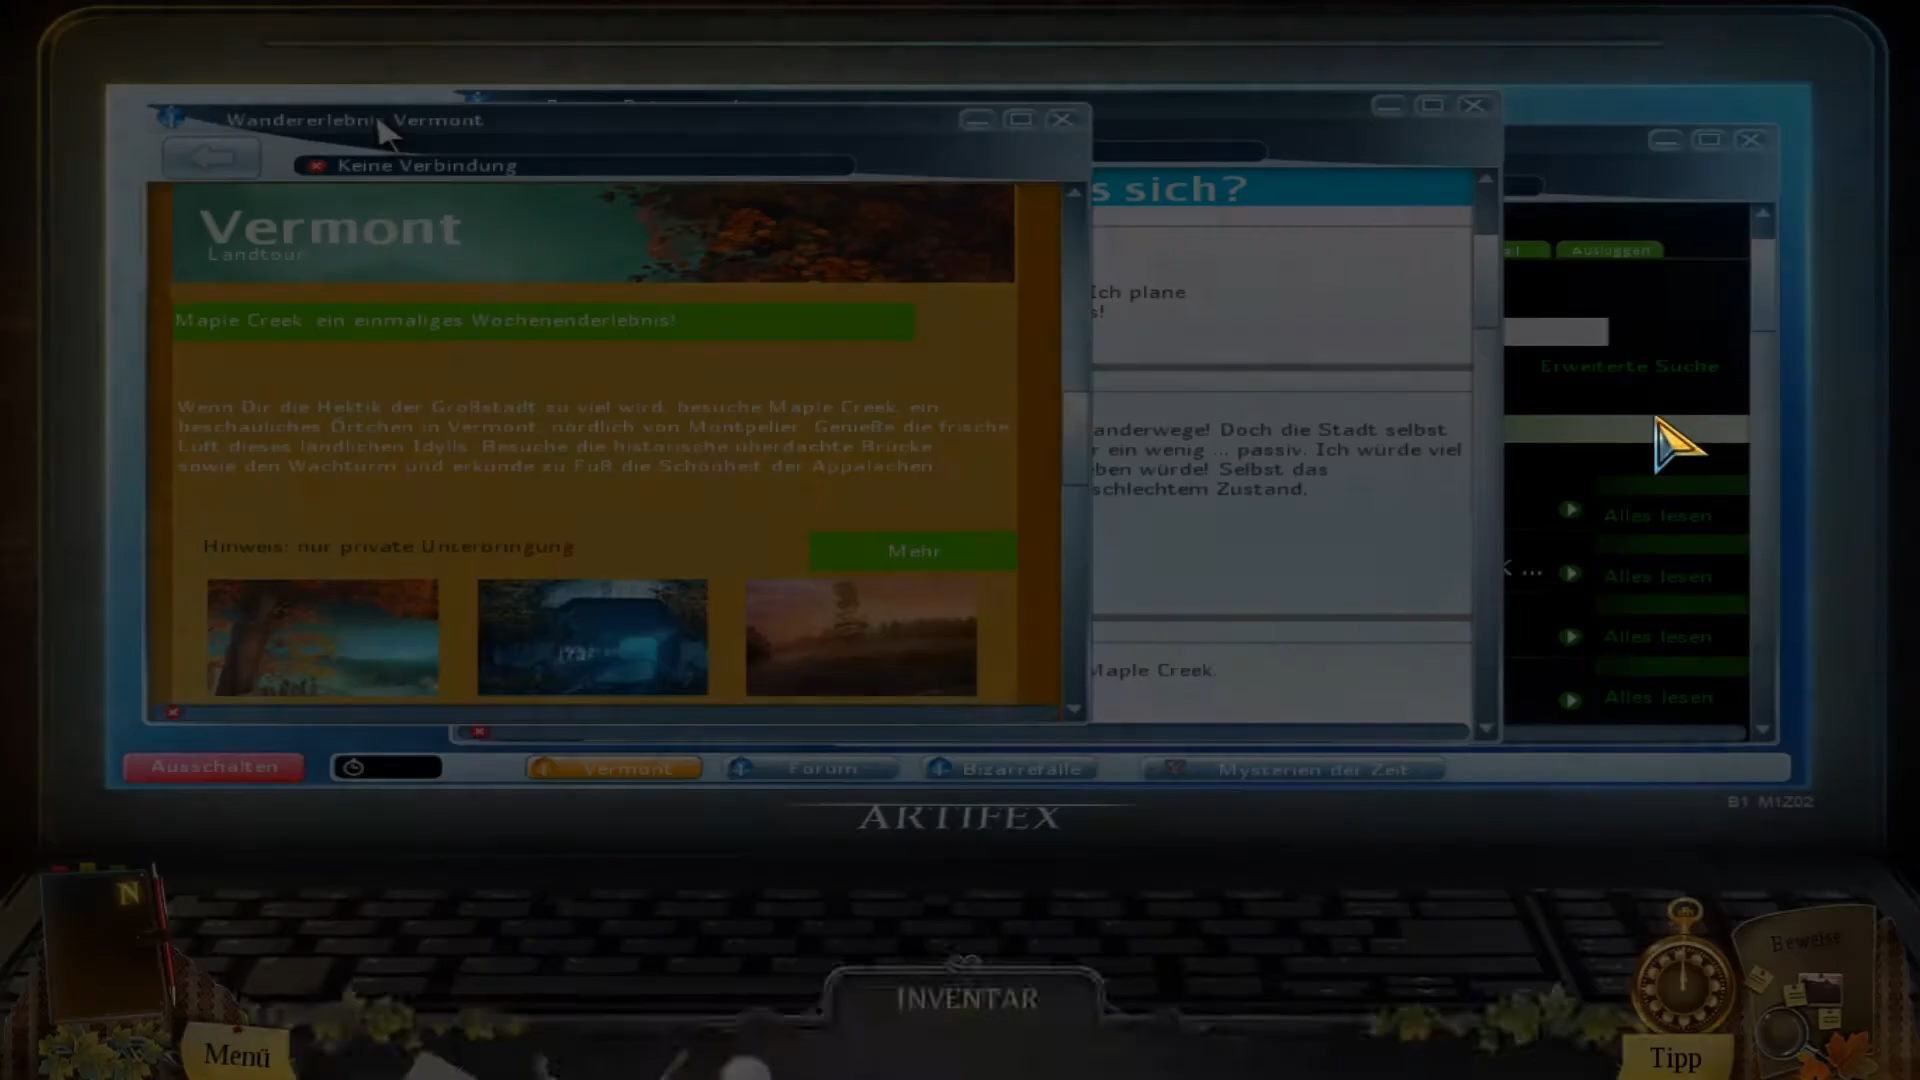 Wandererlebnis Vermont
Keine Verbindung
Vermont
Landtour
Maple Creek ein einmaliges Wochenenderlebnis!
Wenn Dir die Hektik der Großstadt zu viel wird, besuche Maple Creek, ein
beschauliches Örtchen in Vermont, nördlich von Montpelier. Genieße die frische
Luft dieses ländlichen Idylls. Besuche die historische überdachte Brücke
sowie den Wachturm und erkunde zu Fuß die Schönheit der Appalachen.
Hinweis: nur private Unterbringung
Mehr
s sich?
Ich plane
s!
anderwege! Doch die Stadt selbst
r ein wenig ... passiv. Ich würde viel
eben würde! Selbst das
schlechtem Zustand.
Maple Creek.
Ausloggen
Erweiterte Suche
Alles lesen
K ... Alles lesen
Alles lesen
Alles lesen
Ausschalten
Vermont
Forum
Bizarrefälle
Mysterien der Zeit
ARTIFEX
B1 M1Z02
N
Menü
INVENTAR
Beweise
Tipp